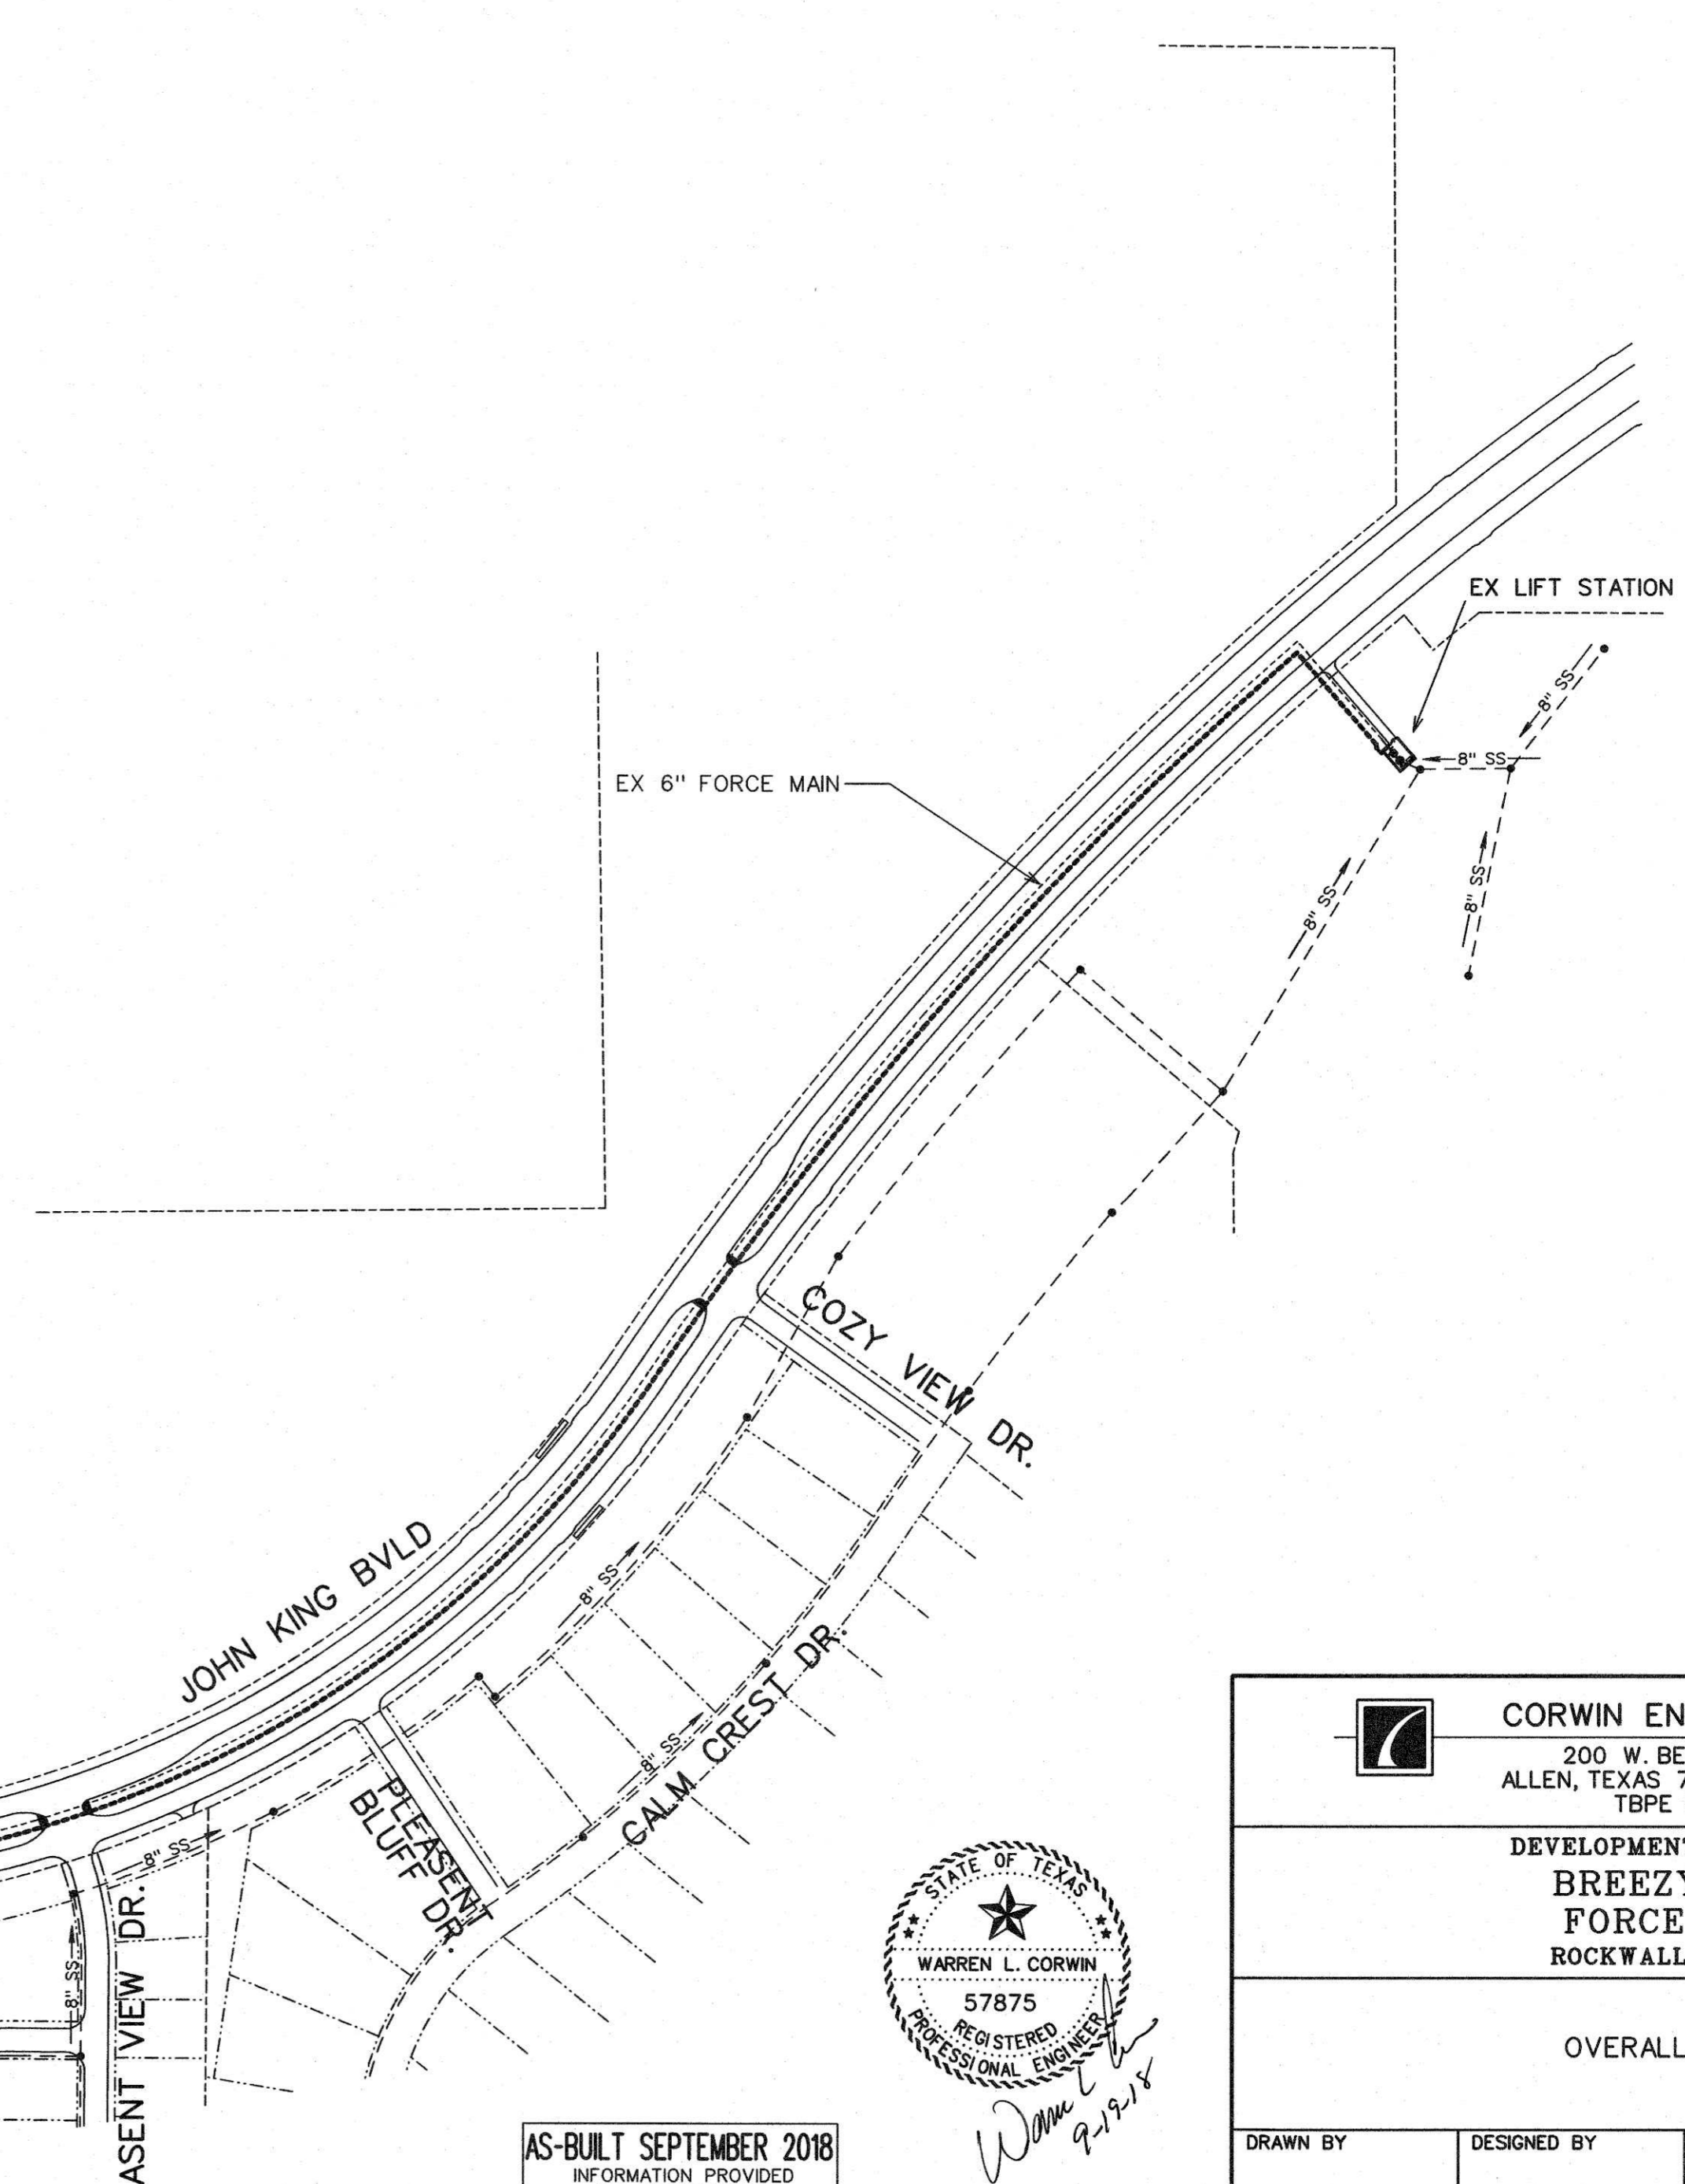 EX LIFT STATION
8" SS
8" SS
EX 6" FORCE MAIN
8" SS
8" SS
COZY VIEW DR.
JOHN KING BVLD
8" SS
CALM CREST DR.
8" SS
PLEASENT
BLUFF DR.
8" SS
8" SS
ASENT VIEW DR.
STATE OF TEXAS
WARREN L. CORWIN
57875
REGISTERED
PROFESSIONAL ENGINEER
9-19-18
AS-BUILT SEPTEMBER 2018
INFORMATION PROVIDED
CORWIN EN
200 W. BE
ALLEN, TEXAS 7
TBPE
DEVELOPMENT
BREEZY
FORCE
ROCKWALL
OVERALL
DRAWN BY
DESIGNED BY